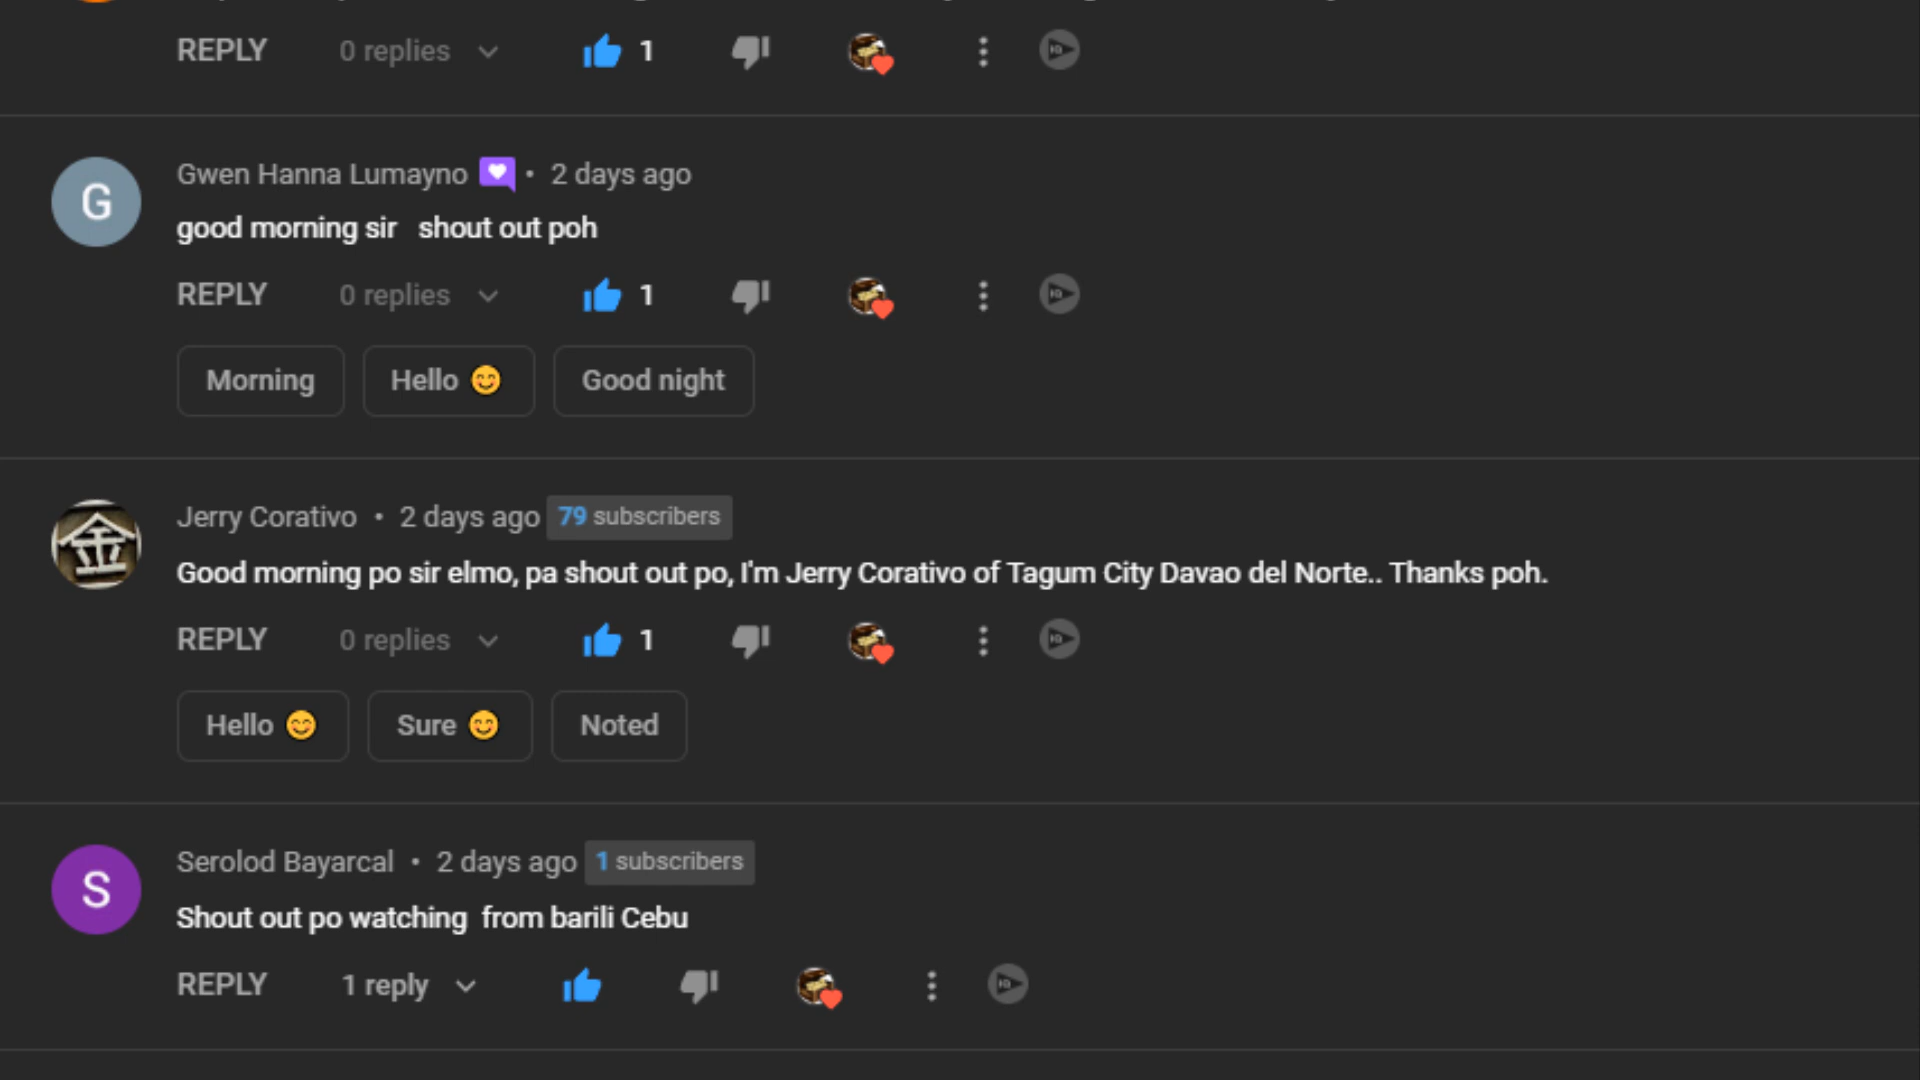 REPLY 0 replies 1
G
Gwen Hanna Lumayno • 2 days ago
good morning sir shout out poh
REPLY 0 replies 1
Morning Hello 😊 Good night
金
Jerry Corativo • 2 days ago 79 subscribers
Good morning po sir elmo, pa shout out po, I'm Jerry Corativo of Tagum City Davao del Norte.. Thanks poh.
REPLY 0 replies 1
Hello 😊 Sure 😊 Noted
S
Serolod Bayarcal • 2 days ago 1 subscribers
Shout out po watching from barili Cebu
REPLY 1 reply